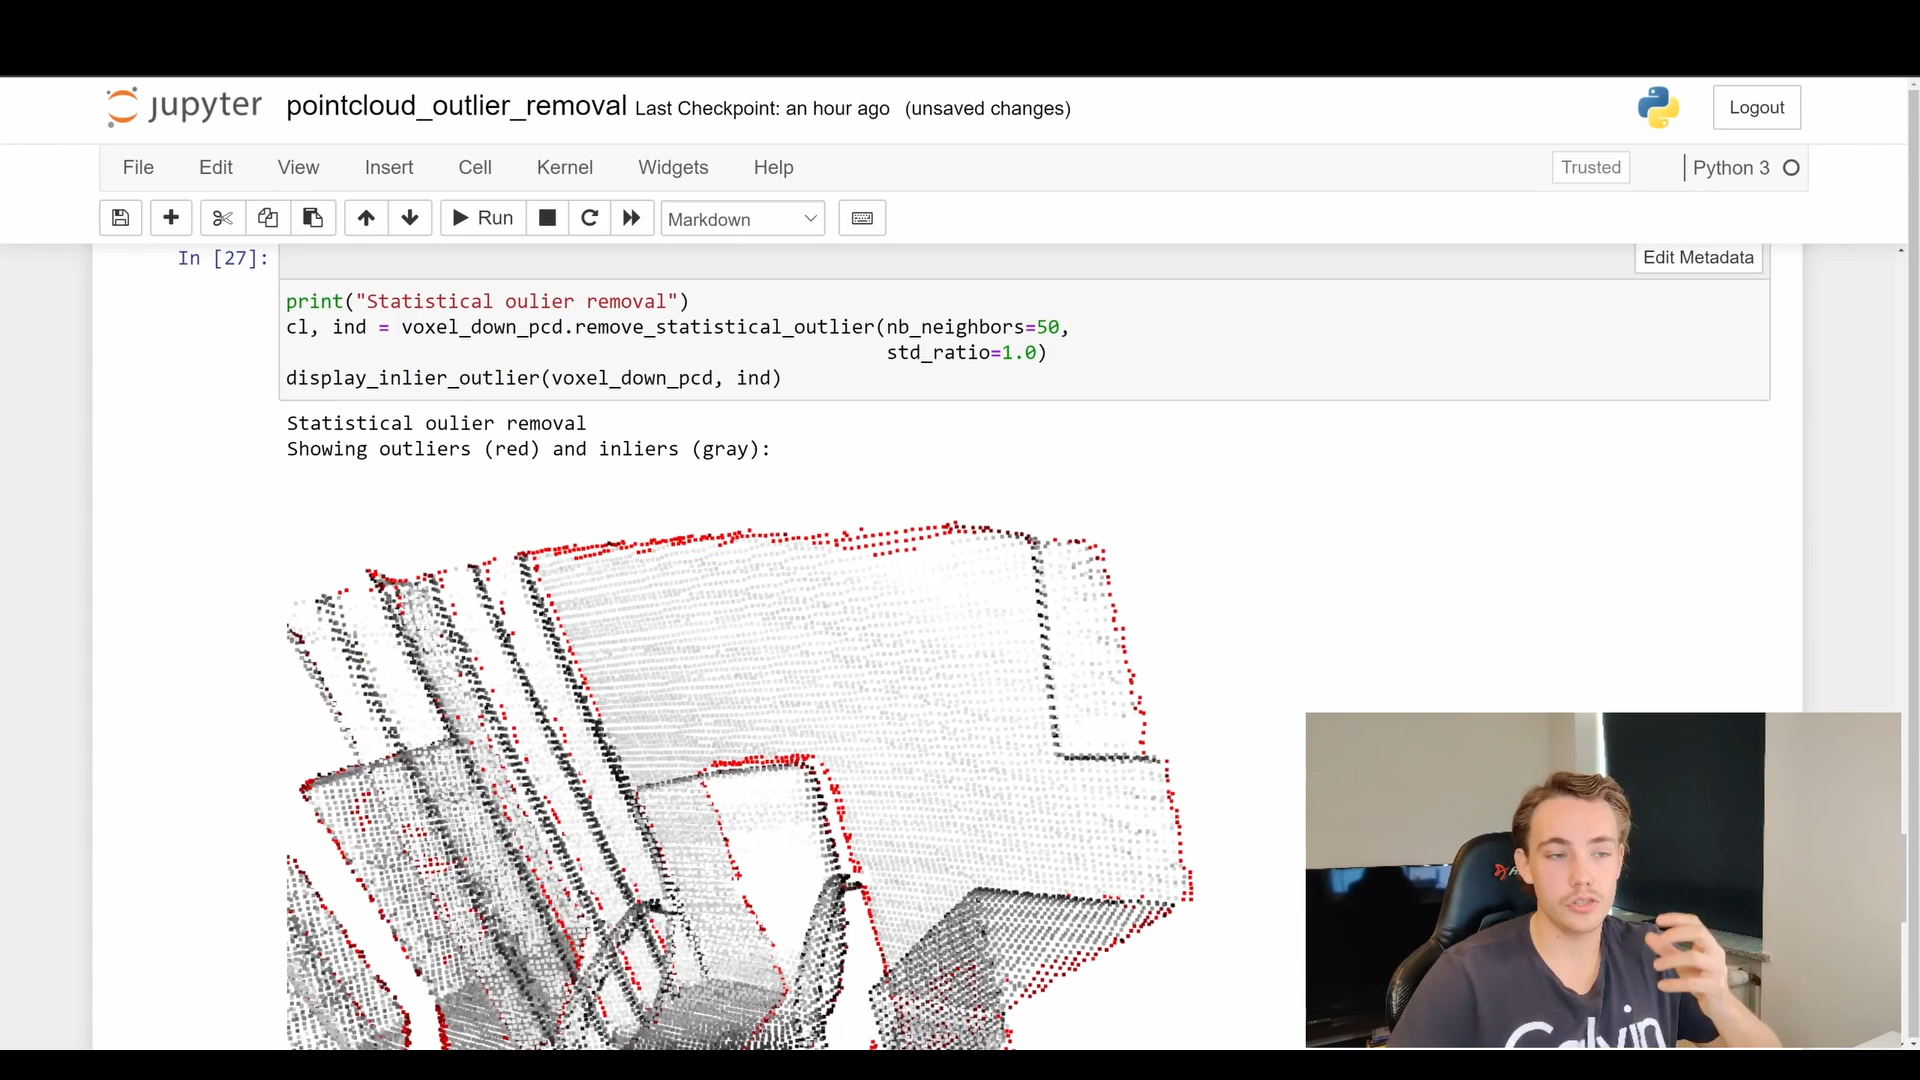 jupyter pointcloud_outlier_removal Last Checkpoint: an hour ago (unsaved changes) Logout
File Edit View Insert Cell Kernel Widgets Help Trusted Python 3
Run Markdown
In [27]: Edit Metadata
print("Statistical oulier removal")
cl, ind = voxel_down_pcd.remove_statistical_outlier(nb_neighbors=50,
std_ratio=1.0)
display_inlier_outlier(voxel_down_pcd, ind)
Statistical oulier removal
Showing outliers (red) and inliers (gray):
Calvin